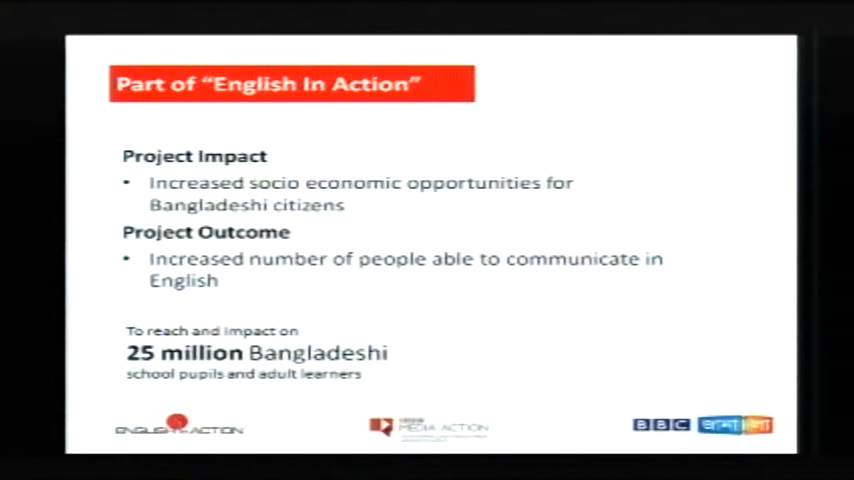 Part of “English In Action”
Project Impact
• Increased socio economic opportunities for
Bangladeshi citizens
Project Outcome
• Increased number of people able to communicate in
English
To reach and impact on
25 million Bangladeshi
school pupils and adult learners
ENGLISH IN ACTION
MEDIA ACTION
BBC জানালা